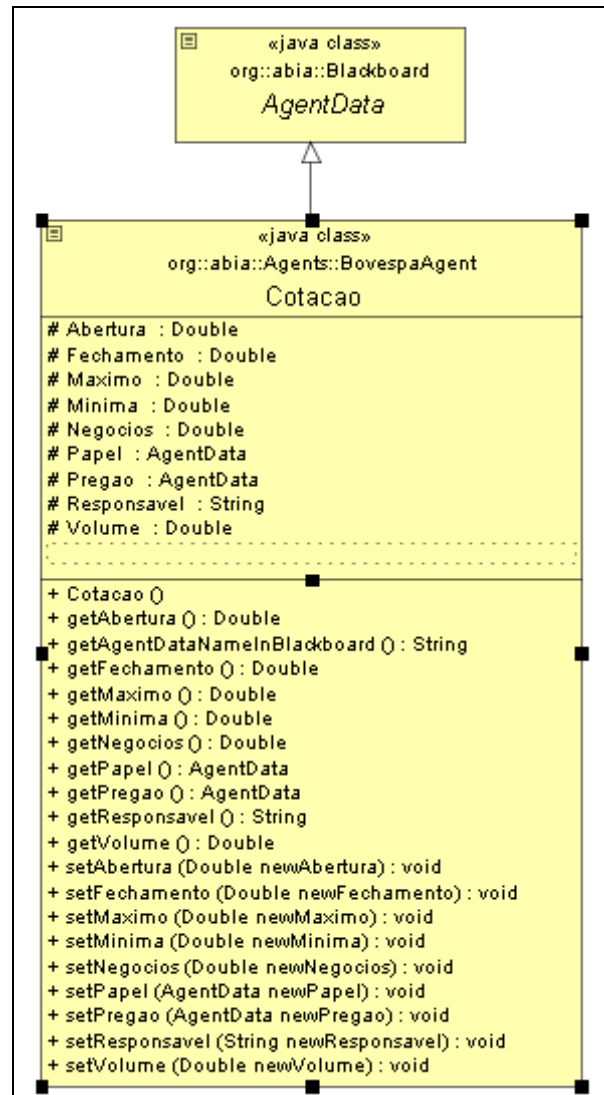 «java class»
org::abia::Blackboard
AgentData
«java class»
org::abia::Agents::BovespaAgent
Cotacao
# Abertura : Double
# Fechamento : Double
# Maximo : Double
# Minima : Double
# Negocios : Double
# Papel : AgentData
# Pregao : AgentData
# Responsavel : String
# Volume : Double
+ Cotacao ()
+ getAbertura () : Double
+ getAgentDataNameInBlackboard () : String
+ getFechamento () : Double
+ getMaximo () : Double
+ getMinima () : Double
+ getNegocios () : Double
+ getPapel () : AgentData
+ getPregao () : AgentData
+ getResponsavel () : String
+ getVolume () : Double
+ setAbertura (Double newAbertura) : void
+ setFechamento (Double newFechamento) : void
+ setMaximo (Double newMaximo) : void
+ setMinima (Double newMinima) : void
+ setNegocios (Double newNegocios) : void
+ setPapel (AgentData newPapel) : void
+ setPregao (AgentData newPregao) : void
+ setResponsavel (String newResponsavel) : void
+ setVolume (Double newVolume) : void